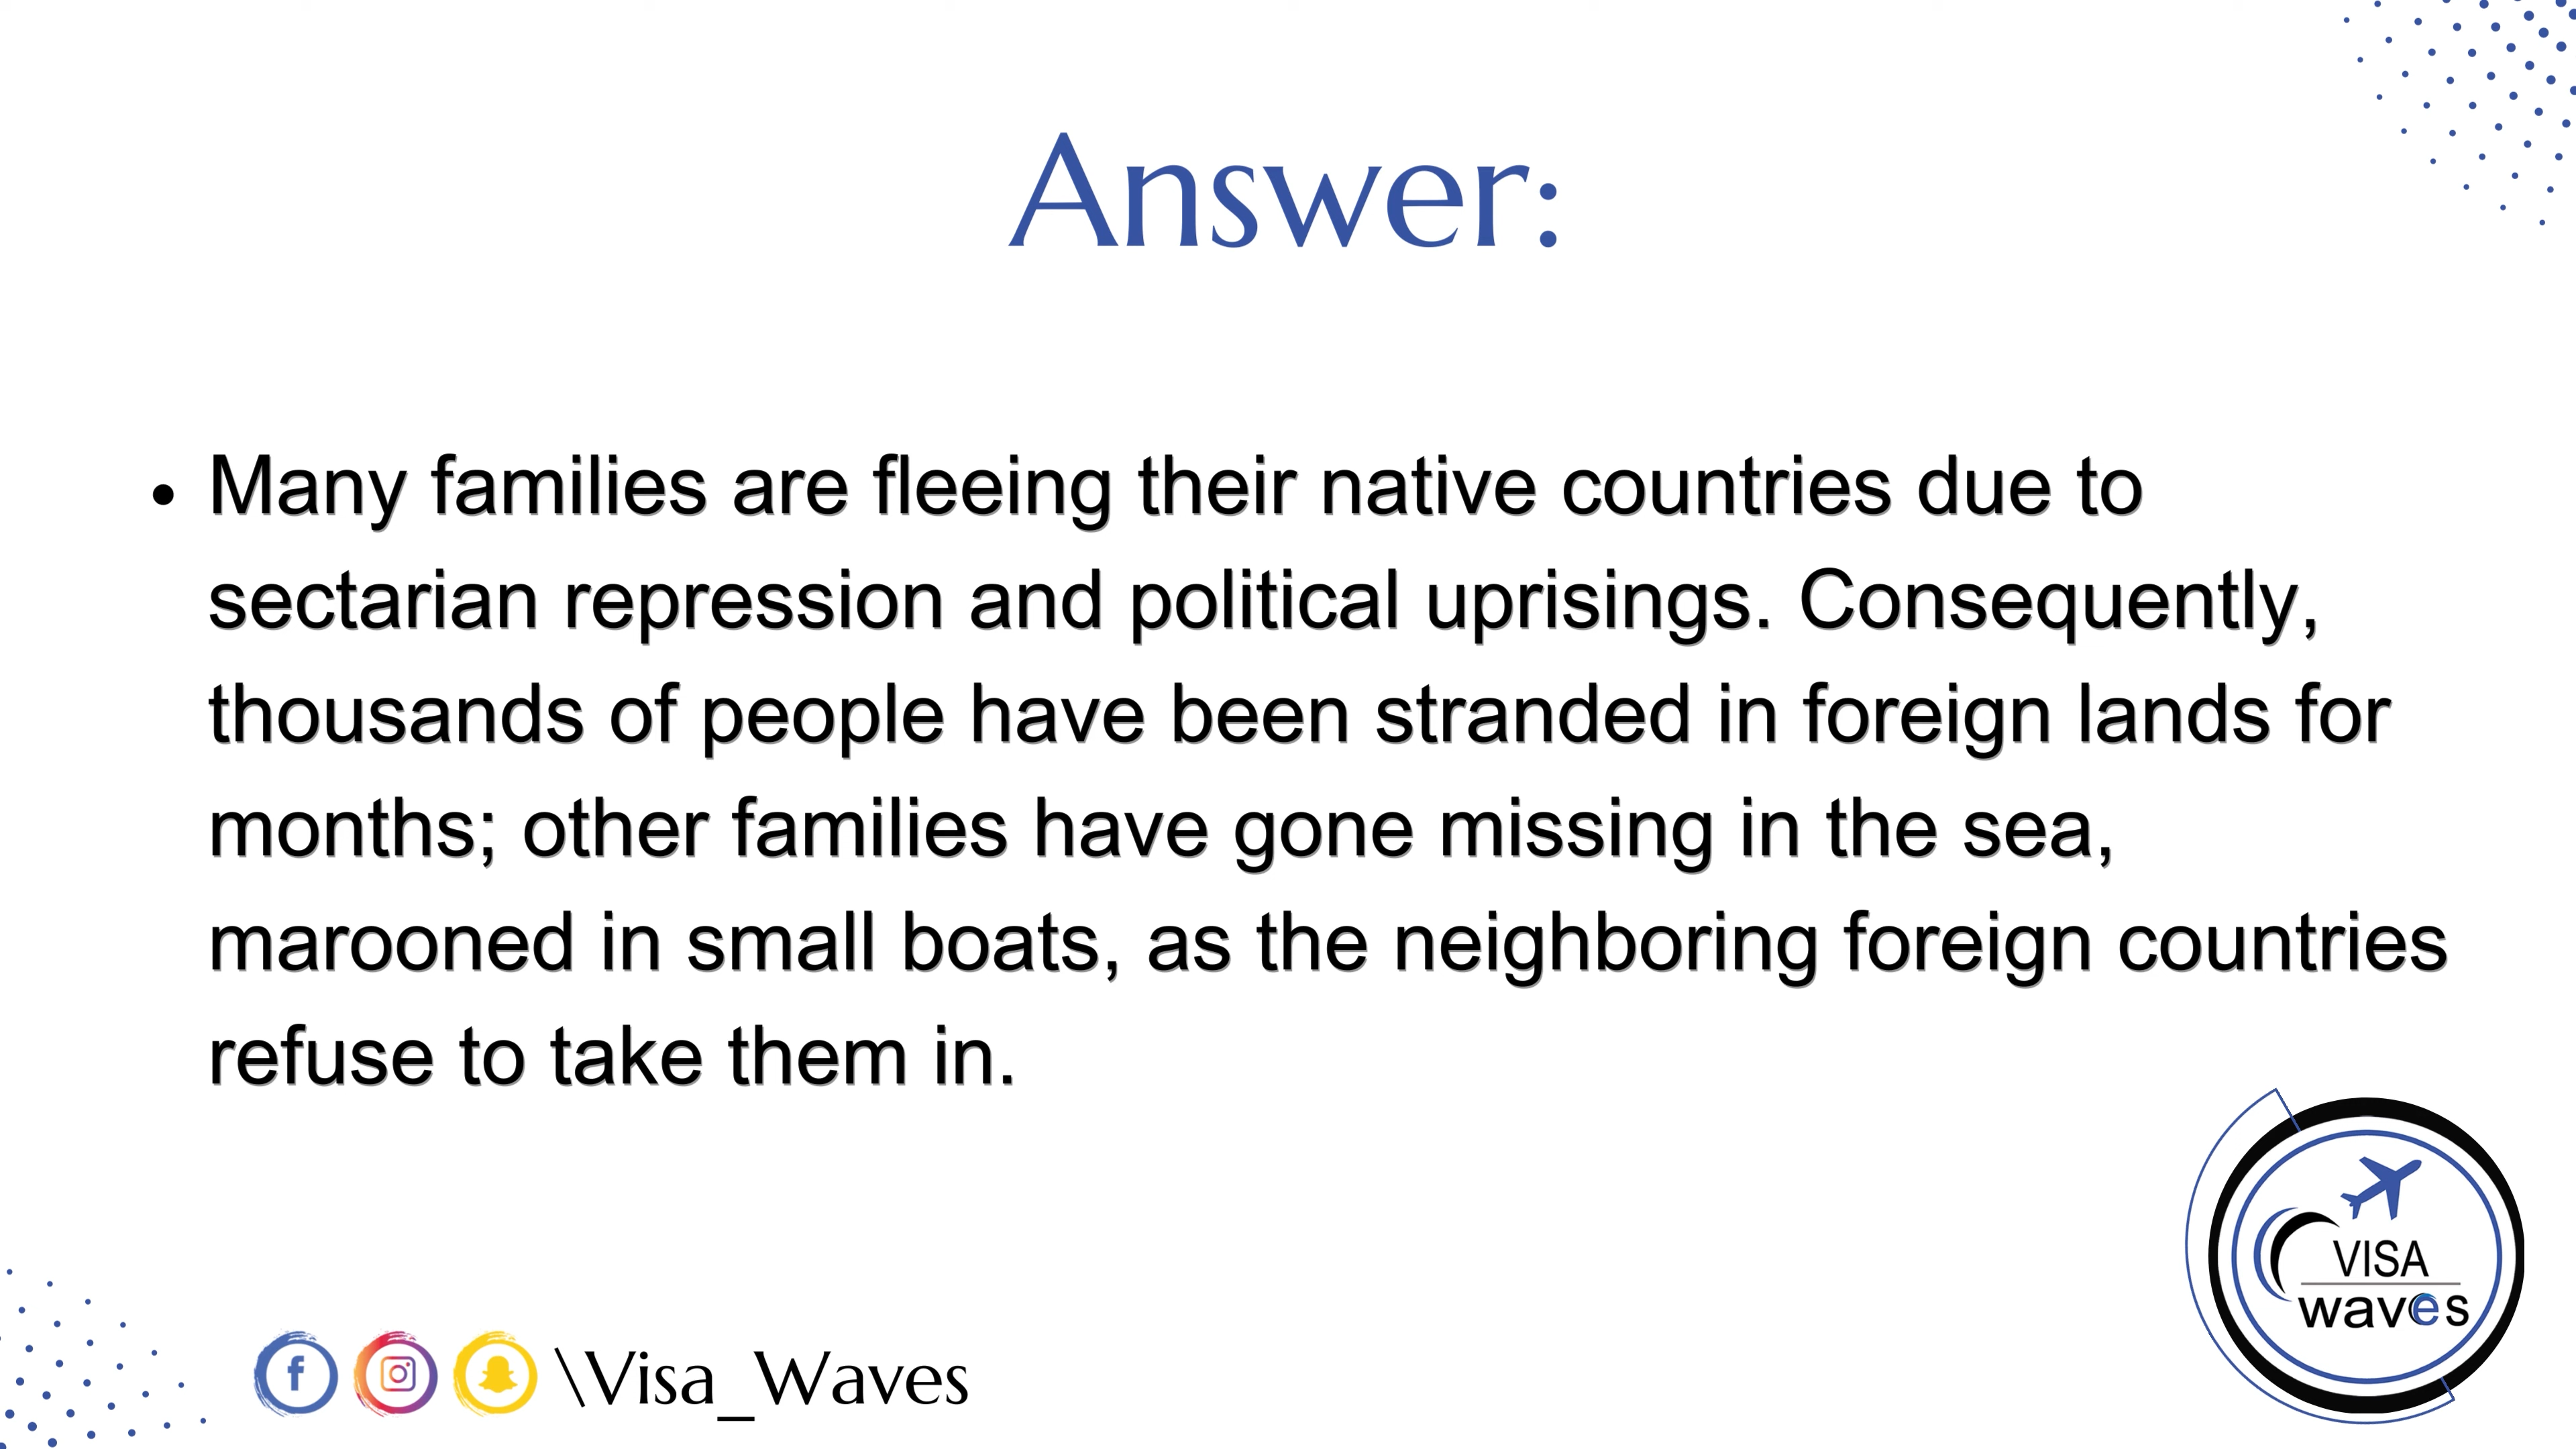 Answer:
• Many families are fleeing their native countries due to
sectarian repression and political uprisings. Consequently,
thousands of people have been stranded in foreign lands for
months; other families have gone missing in the sea,
marooned in small boats, as the neighboring foreign countries
refuse to take them in.
VISA
waves
\Visa_Waves